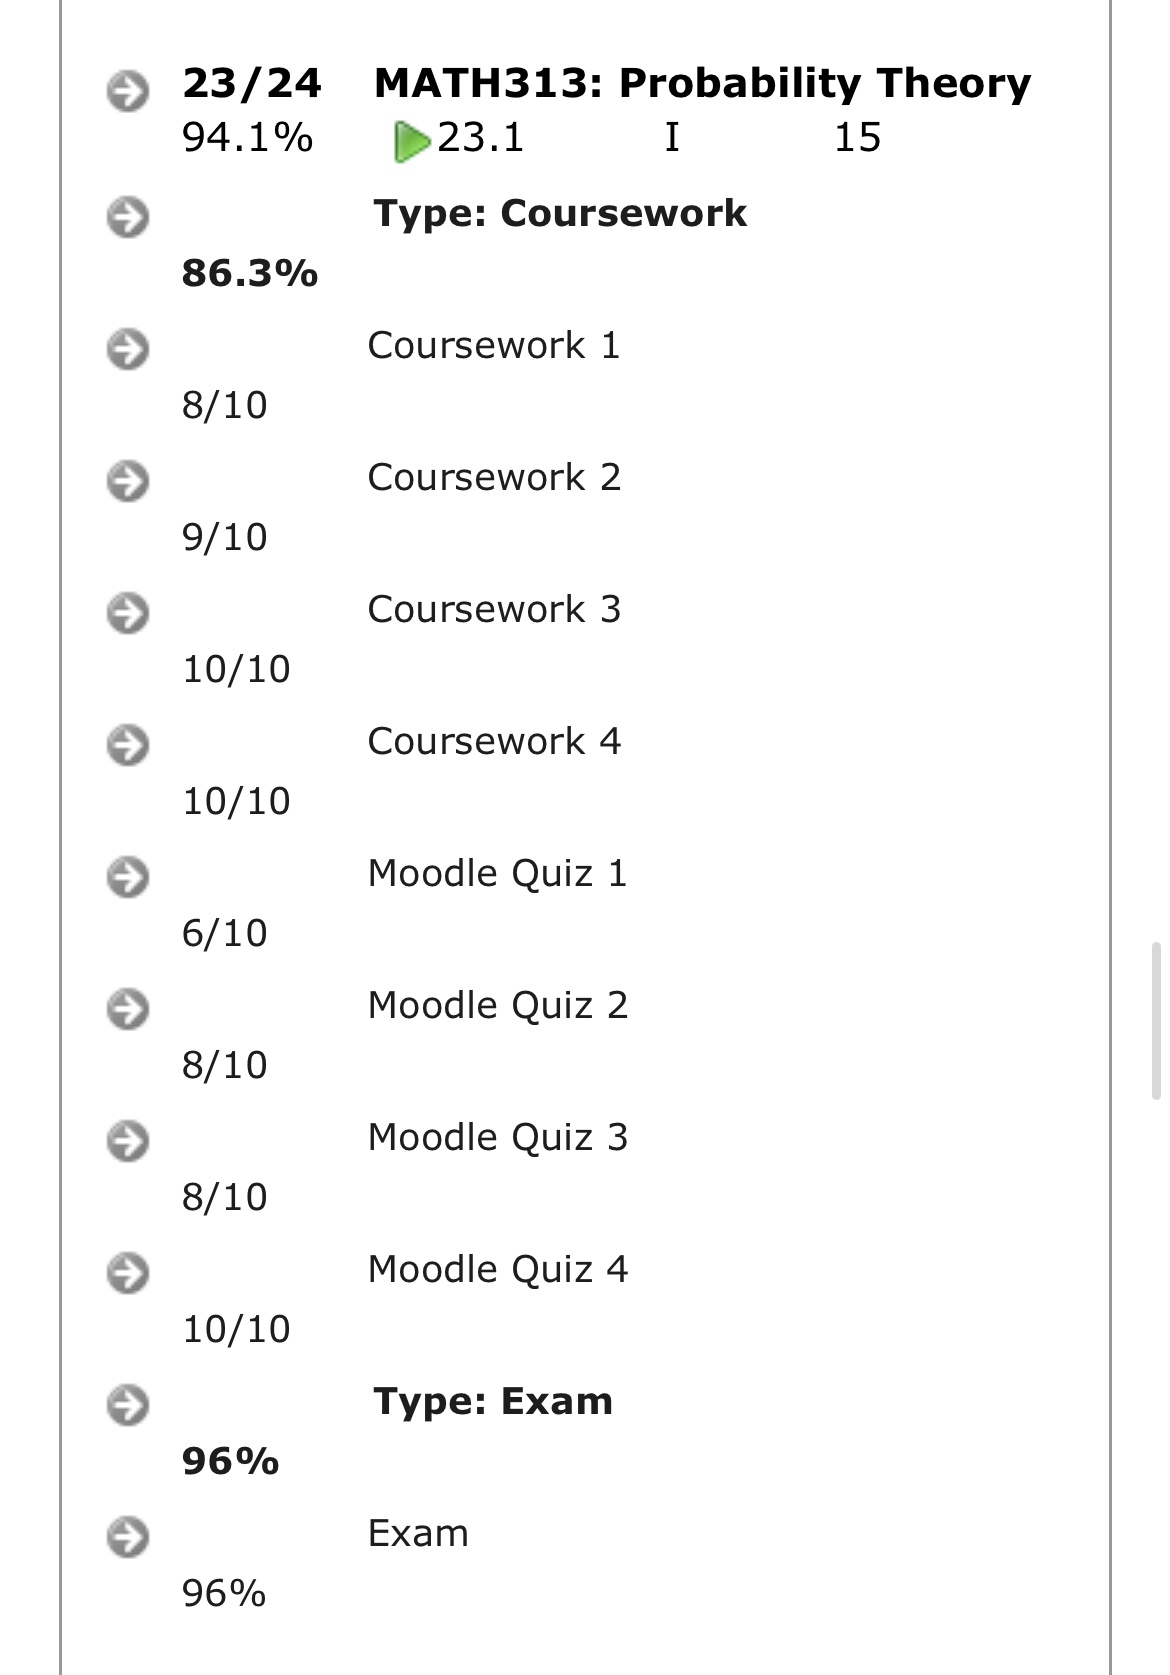 23/24 MATH313: Probability Theory
94.1% 23.1 I 15
Type: Coursework
86.3%
Coursework 1
8/10
Coursework 2
9/10
Coursework 3
10/10
Coursework 4
10/10
Moodle Quiz 1
6/10
Moodle Quiz 2
8/10
Moodle Quiz 3
8/10
Moodle Quiz 4
10/10
Type: Exam
96%
Exam
96%